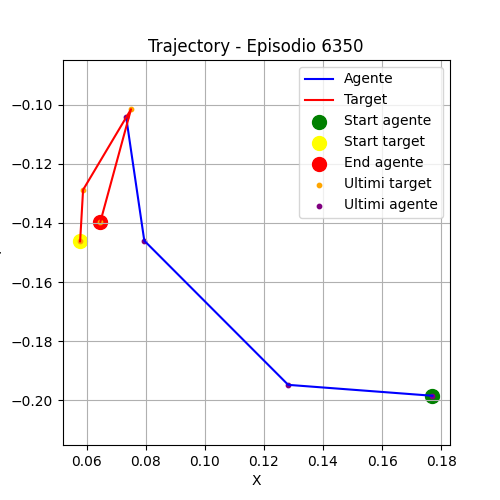 Trajectory - Episodio 6350
Agente
Target
Start agente
Start target
End agente
Ultimi target
Ultimi agente
−0.10
−0.12
−0.14
−0.16
−0.18
−0.20
0.06 0.08 0.10 0.12 0.14 0.16 0.18
X